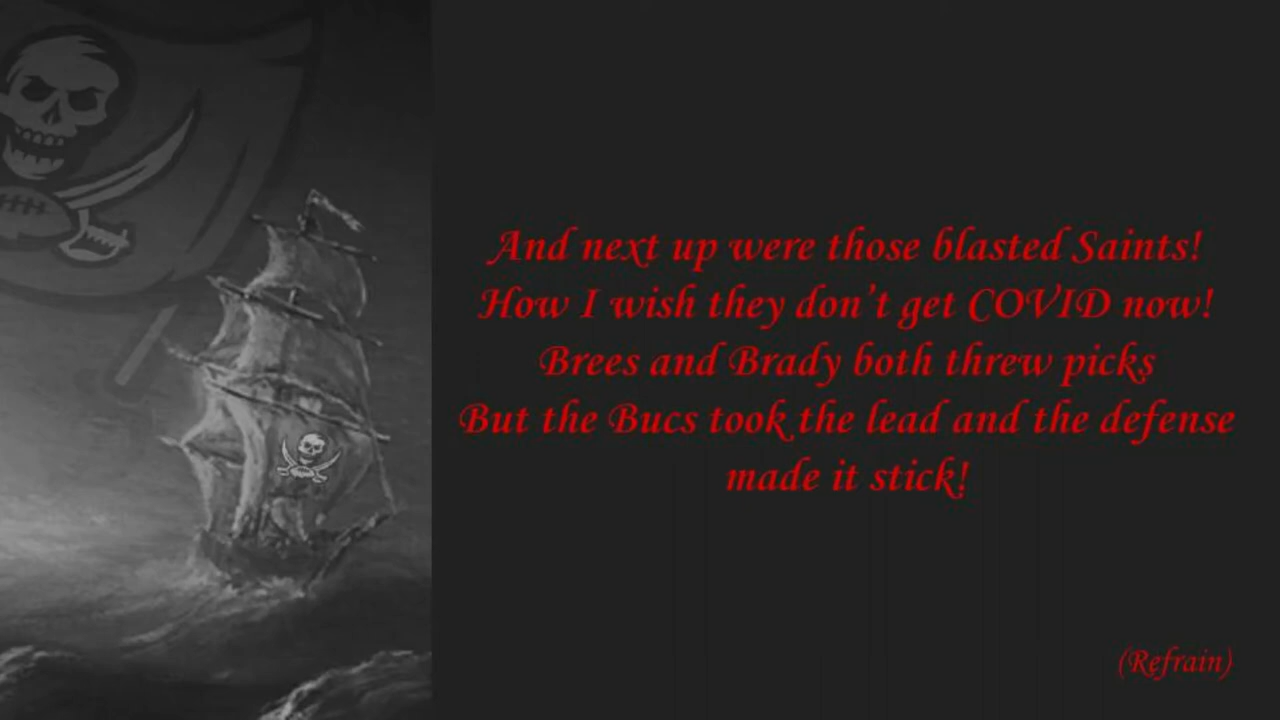 And next up were those blasted Saints!
How I wish they don't get COVID now!
Brees and Brady both threw picks
But the Bucs took the lead and the defense
made it stick!
(Refrain)